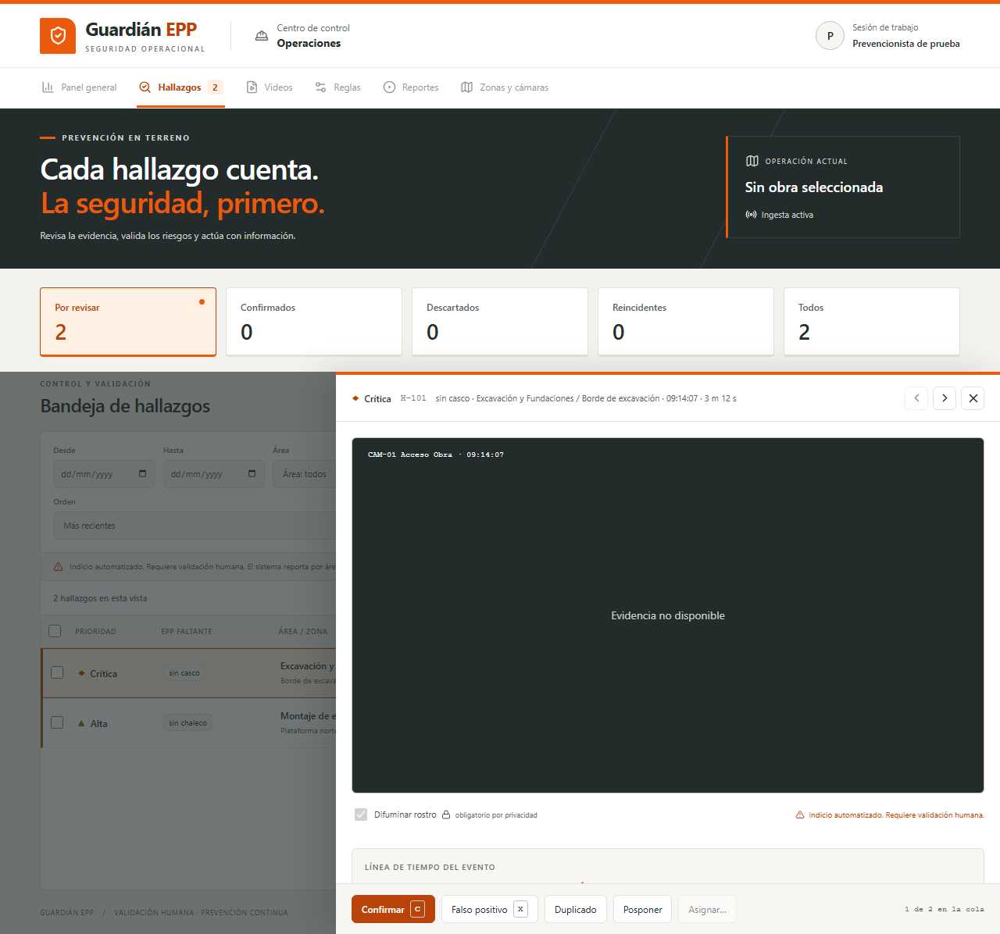 Guardián EPP
SEGURIDAD OPERACIONAL
Centro de control
Operaciones
P
Sesión de trabajo
Prevencionista de prueba
Panel general
Hallazgos 2
Videos
Reglas
Reportes
Zonas y cámaras
PREVENCIÓN EN TERRENO
Cada hallazgo cuenta.
La seguridad, primero.
Revisa la evidencia, valida los riesgos y actúa con información.
OPERACIÓN ACTUAL
Sin obra seleccionada
Ingesta activa
Por revisar
2
Confirmados
0
Descartados
0
Reincidentes
0
Todos
2
CONTROL Y VALIDACIÓN
Bandeja de hallazgos
Desde
Hasta
Área
dd/mm/yyyy
dd/mm/yyyy
Área: todos
Orden
Más recientes
Indicio automatizado. Requiere validación humana. El sistema reporta por áre
2 hallazgos en esta vista
PRIORIDAD
EPP FALTANTE
ÁREA / ZONA
Crítica
sin casco
Excavación y
Borde de excava
Alta
sin chaleco
Montaje de e
Plataforma norte
GUARDIÁN EPP / VALIDACIÓN HUMANA · PREVENCIÓN CONTINUA
Crítica H-101 sin casco · Excavación y Fundaciones / Borde de excavación · 09:14:07 · 3 m 12 s
CAM-01 Acceso Obra · 09:14:07
Evidencia no disponible
Difuminar rostro obligatorio por privacidad
Indicio automatizado. Requiere validación humana.
LÍNEA DE TIEMPO DEL EVENTO
Confirmar C
Falso positivo X
Duplicado
Posponer
Asignar...
1 de 2 en la cola